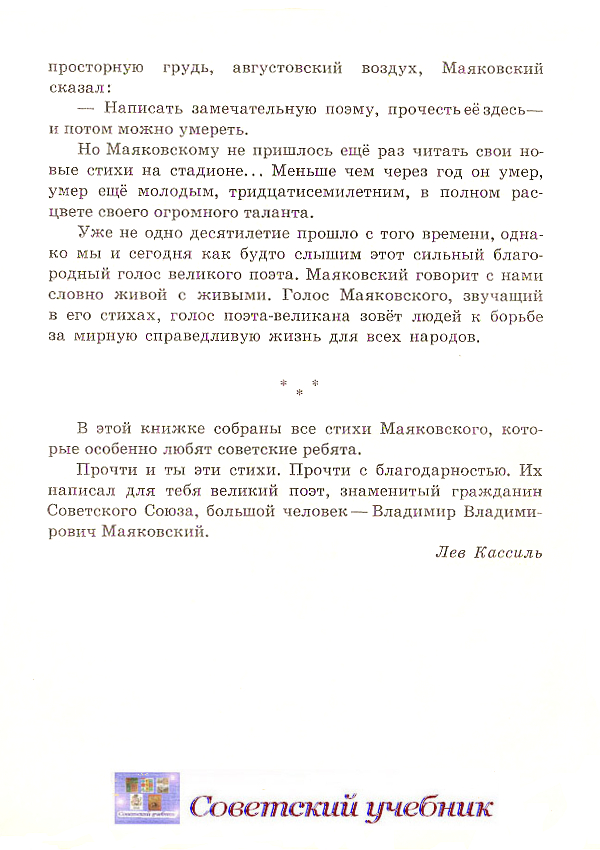 просторную грудь, августовский воздух, Маяковский
сказал:
— Написать замечательную поэму, прочесть её здесь—
и потом можно умереть.
Но Маяковскому не пришлось ещё раз читать свои но-
вые стихи на стадионе... Меньше чем через год он умер,
умер ещё молодым, тридцатисемилетним, в полном рас-
цвете своего огромного таланта.
Уже не одно десятилетие прошло с того времени, одна-
ко мы и сегодня как будто слышим этот сильный благо-
родный голос великого поэта. Маяковский говорит с нами
словно живой с живыми. Голос Маяковского, звучащий
в его стихах, голос поэта-великана зовёт людей к борьбе
за мирную справедливую жизнь для всех народов.
* * *
В этой книжке собраны все стихи Маяковского, кото-
рые особенно любят советские ребята.
Прочти и ты эти стихи. Прочти с благодарностью. Их
написал для тебя великий поэт, знаменитый гражданин
Советского Союза, большой человек — Владимир Владими-
рович Маяковский.
Лев Кассиль
Советский учебник
Советский учебник